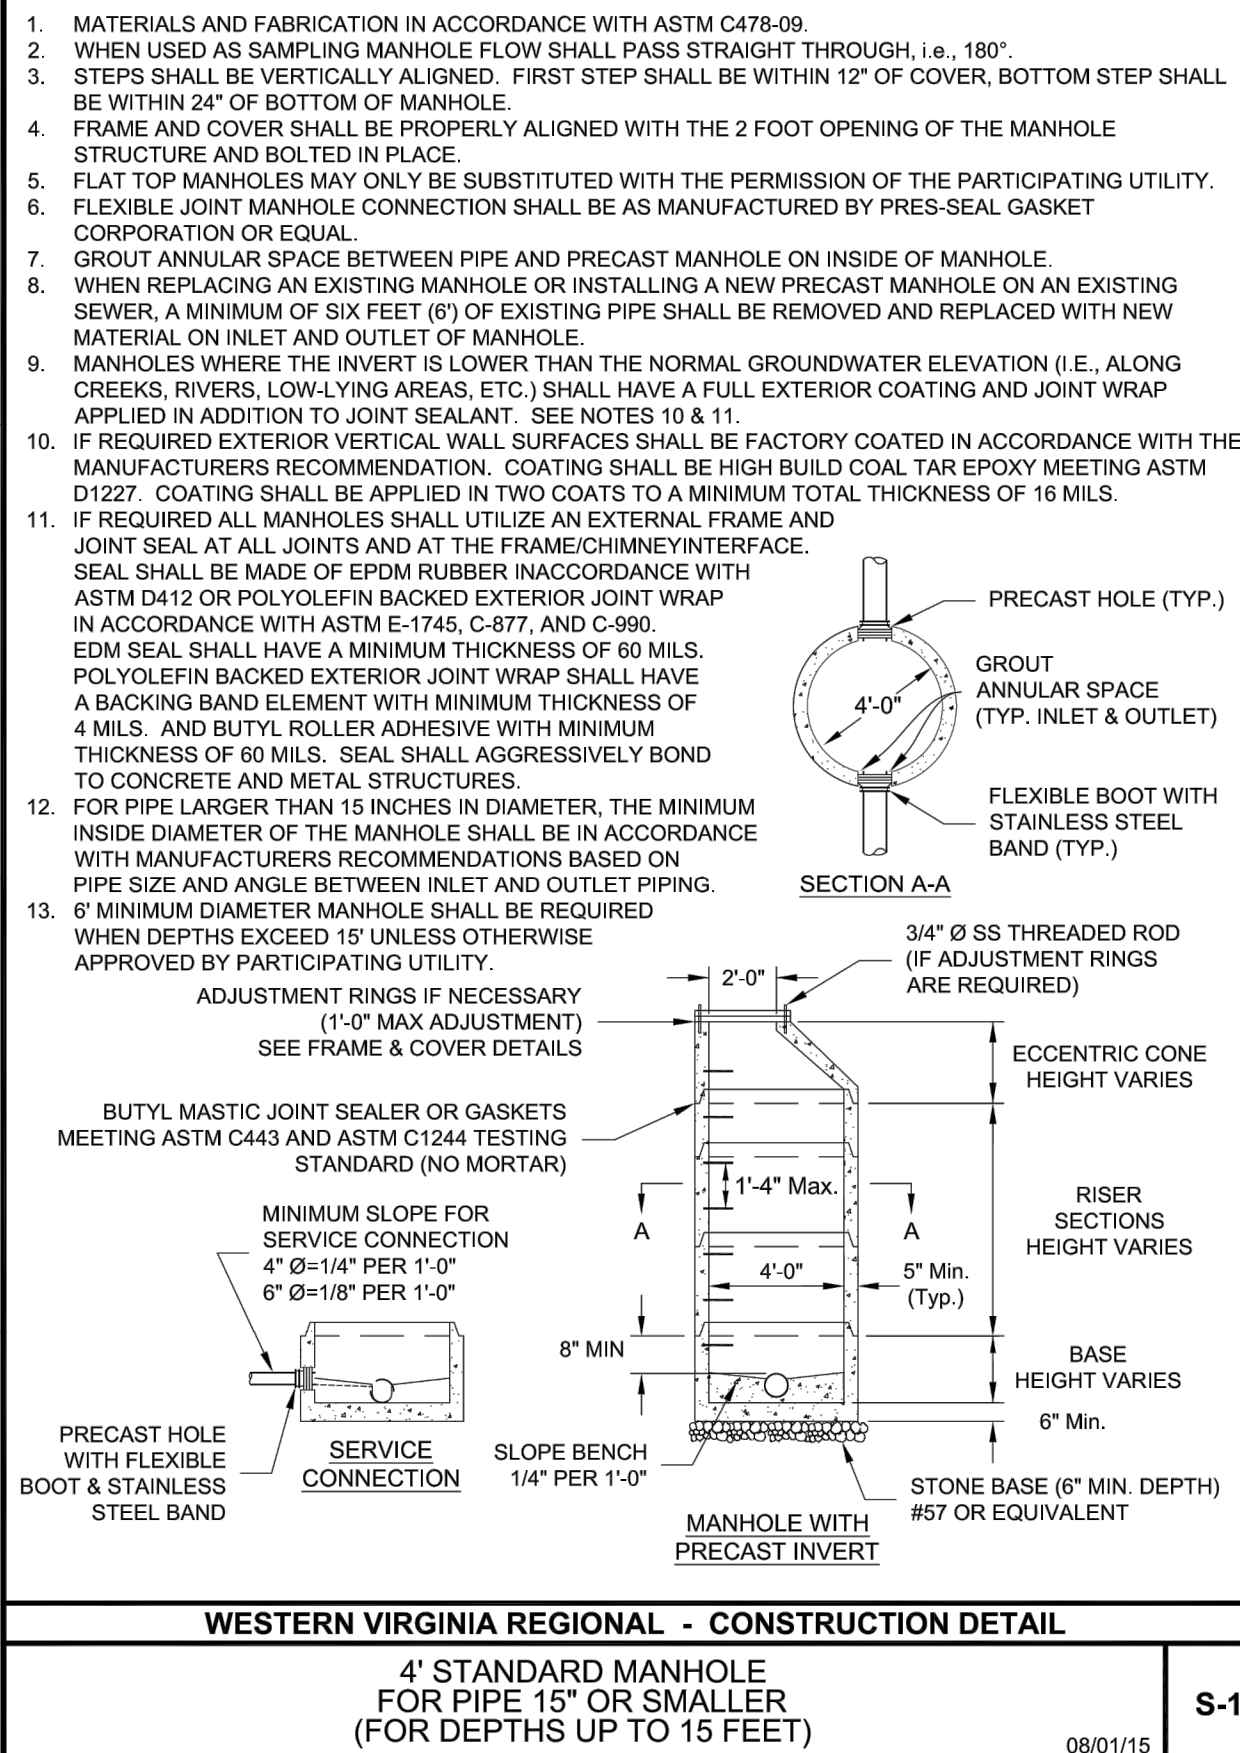 1. MATERIALS AND FABRICATION IN ACCORDANCE WITH ASTM C478-09.
2. WHEN USED AS SAMPLING MANHOLE FLOW SHALL PASS STRAIGHT THROUGH, i.e., 180°.
3. STEPS SHALL BE VERTICALLY ALIGNED. FIRST STEP SHALL BE WITHIN 12" OF COVER, BOTTOM STEP SHALL
BE WITHIN 24" OF BOTTOM OF MANHOLE.
4. FRAME AND COVER SHALL BE PROPERLY ALIGNED WITH THE 2 FOOT OPENING OF THE MANHOLE
STRUCTURE AND BOLTED IN PLACE.
5. FLAT TOP MANHOLES MAY ONLY BE SUBSTITUTED WITH THE PERMISSION OF THE PARTICIPATING UTILITY.
6. FLEXIBLE JOINT MANHOLE CONNECTION SHALL BE AS MANUFACTURED BY PRES-SEAL GASKET
CORPORATION OR EQUAL.
7. GROUT ANNULAR SPACE BETWEEN PIPE AND PRECAST MANHOLE ON INSIDE OF MANHOLE.
8. WHEN REPLACING AN EXISTING MANHOLE OR INSTALLING A NEW PRECAST MANHOLE ON AN EXISTING
SEWER, A MINIMUM OF SIX FEET (6') OF EXISTING PIPE SHALL BE REMOVED AND REPLACED WITH NEW
MATERIAL ON INLET AND OUTLET OF MANHOLE.
9. MANHOLES WHERE THE INVERT IS LOWER THAN THE NORMAL GROUNDWATER ELEVATION (I.E., ALONG
CREEKS, RIVERS, LOW-LYING AREAS, ETC.) SHALL HAVE A FULL EXTERIOR COATING AND JOINT WRAP
APPLIED IN ADDITION TO JOINT SEALANT. SEE NOTES 10 & 11.
10. IF REQUIRED EXTERIOR VERTICAL WALL SURFACES SHALL BE FACTORY COATED IN ACCORDANCE WITH THE
MANUFACTURERS RECOMMENDATION. COATING SHALL BE HIGH BUILD COAL TAR EPOXY MEETING ASTM
D1227. COATING SHALL BE APPLIED IN TWO COATS TO A MINIMUM TOTAL THICKNESS OF 16 MILS.
11. IF REQUIRED ALL MANHOLES SHALL UTILIZE AN EXTERNAL FRAME AND
JOINT SEAL AT ALL JOINTS AND AT THE FRAME/CHIMNEYINTERFACE.
SEAL SHALL BE MADE OF EPDM RUBBER INACCORDANCE WITH
ASTM D412 OR POLYOLEFIN BACKED EXTERIOR JOINT WRAP
IN ACCORDANCE WITH ASTM E-1745, C-877, AND C-990.
EDM SEAL SHALL HAVE A MINIMUM THICKNESS OF 60 MILS.
POLYOLEFIN BACKED EXTERIOR JOINT WRAP SHALL HAVE
A BACKING BAND ELEMENT WITH MINIMUM THICKNESS OF
4 MILS. AND BUTYL ROLLER ADHESIVE WITH MINIMUM
THICKNESS OF 60 MILS. SEAL SHALL AGGRESSIVELY BOND
TO CONCRETE AND METAL STRUCTURES.
12. FOR PIPE LARGER THAN 15 INCHES IN DIAMETER, THE MINIMUM
INSIDE DIAMETER OF THE MANHOLE SHALL BE IN ACCORDANCE
WITH MANUFACTURERS RECOMMENDATIONS BASED ON
PIPE SIZE AND ANGLE BETWEEN INLET AND OUTLET PIPING.
13. 6' MINIMUM DIAMETER MANHOLE SHALL BE REQUIRED
WHEN DEPTHS EXCEED 15' UNLESS OTHERWISE
APPROVED BY PARTICIPATING UTILITY.
PRECAST HOLE (TYP.)
GROUT
ANNULAR SPACE
(TYP. INLET & OUTLET)
4'-0"
FLEXIBLE BOOT WITH
STAINLESS STEEL
BAND (TYP.)
SECTION A-A
3/4" Ø SS THREADED ROD
(IF ADJUSTMENT RINGS
ARE REQUIRED)
2'-0"
ADJUSTMENT RINGS IF NECESSARY
(1'-0" MAX ADJUSTMENT)
SEE FRAME & COVER DETAILS
ECCENTRIC CONE
HEIGHT VARIES
BUTYL MASTIC JOINT SEALER OR GASKETS
MEETING ASTM C443 AND ASTM C1244 TESTING
STANDARD (NO MORTAR)
1'-4" Max.
A
A
RISER
SECTIONS
HEIGHT VARIES
MINIMUM SLOPE FOR
SERVICE CONNECTION
4" Ø=1/4" PER 1'-0"
6" Ø=1/8" PER 1'-0"
4'-0"
5" Min.
(Typ.)
8" MIN
BASE
HEIGHT VARIES
6" Min.
PRECAST HOLE
WITH FLEXIBLE
BOOT & STAINLESS
STEEL BAND
SERVICE
CONNECTION
SLOPE BENCH
1/4" PER 1'-0"
STONE BASE (6" MIN. DEPTH)
#57 OR EQUIVALENT
MANHOLE WITH
PRECAST INVERT
WESTERN VIRGINIA REGIONAL - CONSTRUCTION DETAIL
4' STANDARD MANHOLE
FOR PIPE 15" OR SMALLER
(FOR DEPTHS UP TO 15 FEET)
S-1
08/01/15